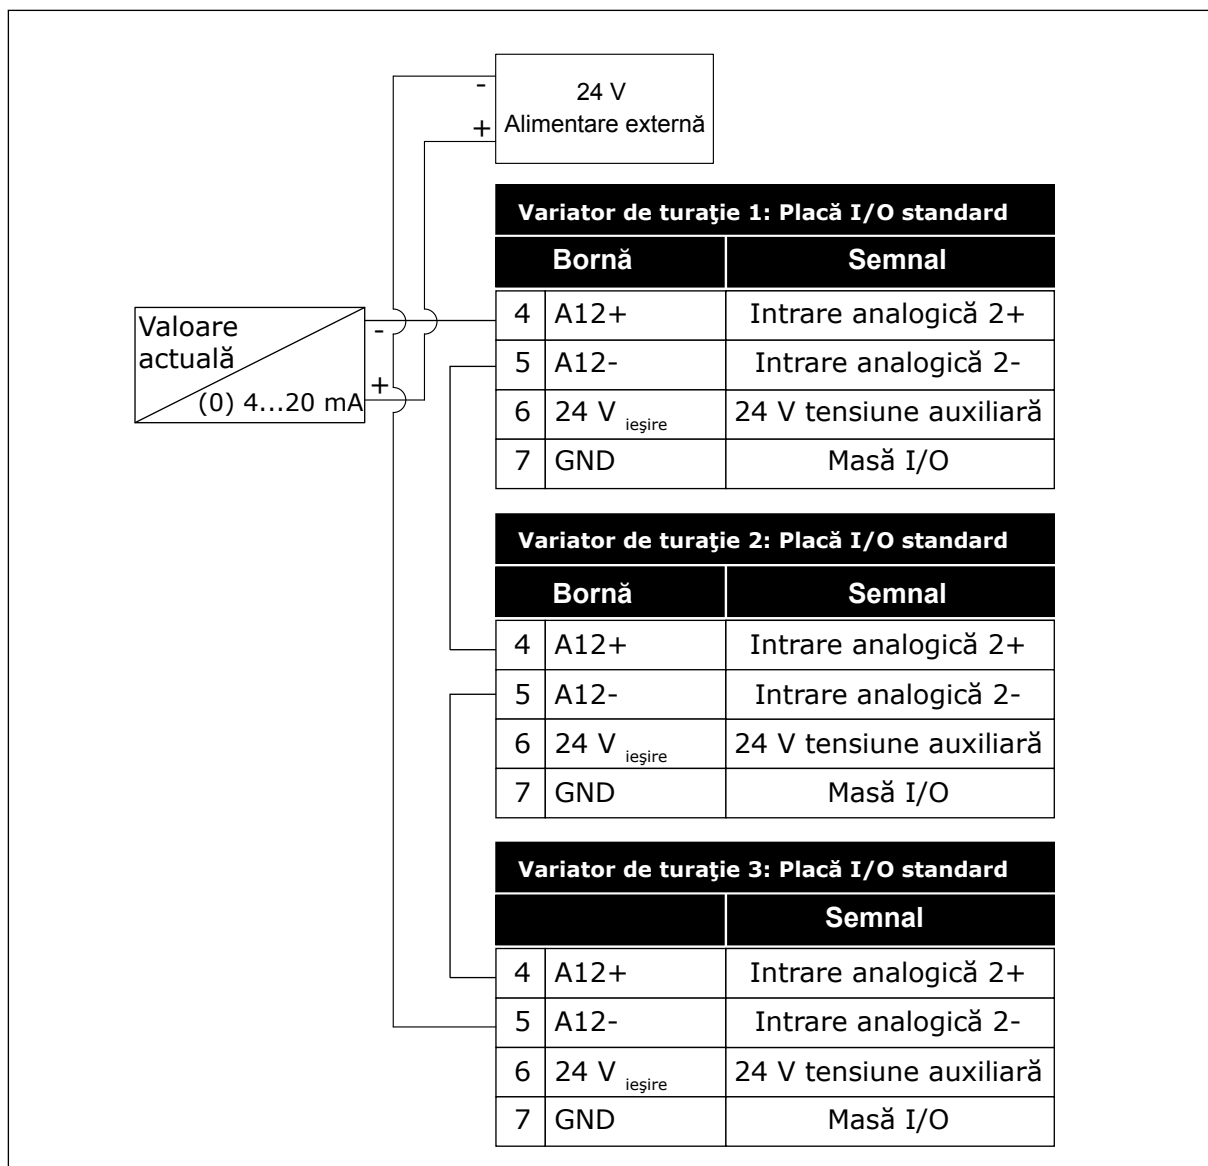 -
24 V
+
Alimentare externă
Variator de turaţie 1: Placă I/O standard
Bornă Semnal
4 A12+ Intrare analogică 2+
5 A12- Intrare analogică 2-
6 24 V ieşire 24 V tensiune auxiliară
7 GND Masă I/O
Valoare
actuală
-
+
(0) 4...20 mA
Variator de turaţie 2: Placă I/O standard
Bornă Semnal
4 A12+ Intrare analogică 2+
5 A12- Intrare analogică 2-
6 24 V ieşire 24 V tensiune auxiliară
7 GND Masă I/O
Variator de turaţie 3: Placă I/O standard
Semnal
4 A12+ Intrare analogică 2+
5 A12- Intrare analogică 2-
6 24 V ieşire 24 V tensiune auxiliară
7 GND Masă I/O